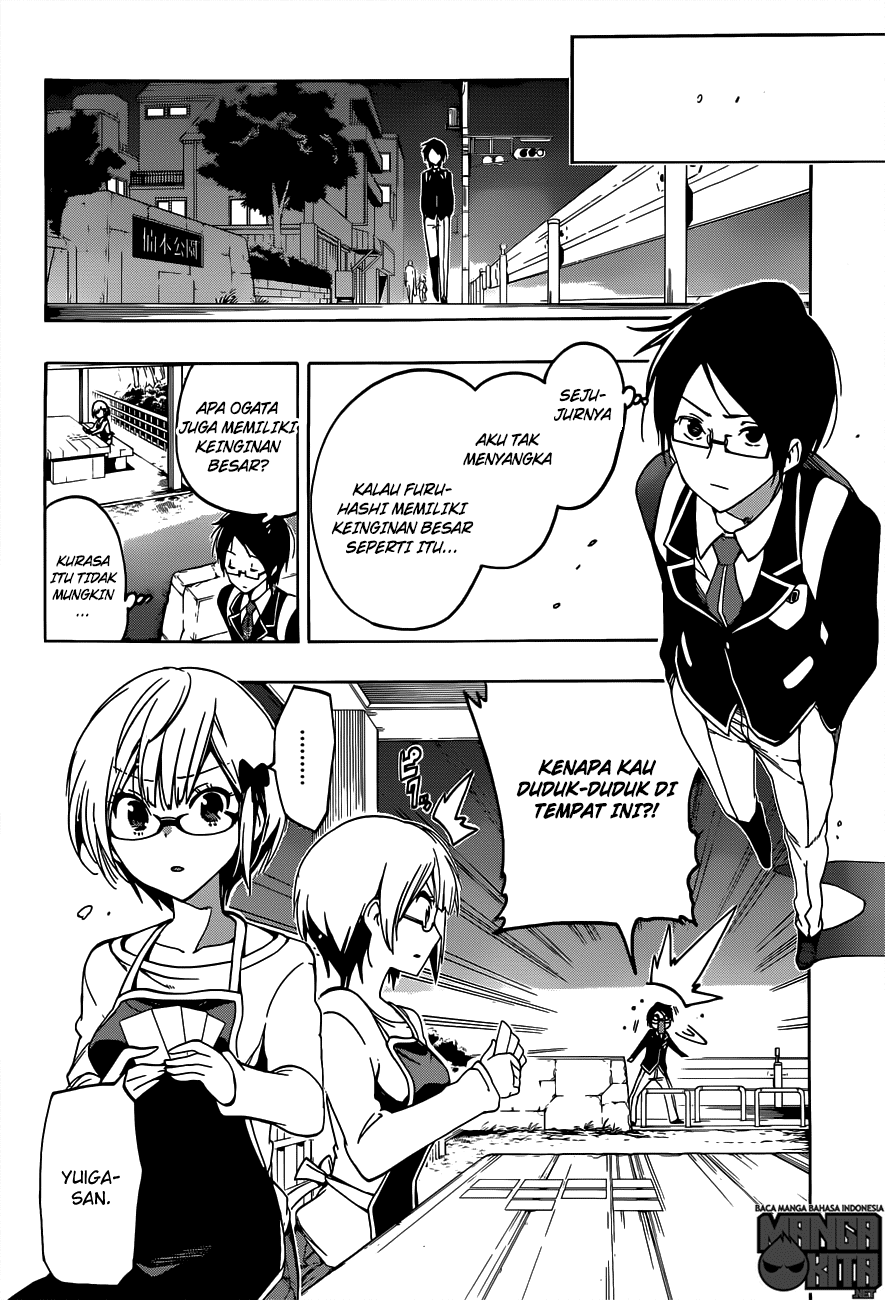 柏木公園
SEJU-
JURNYA
AKU TAK
MENYANGKA
KALAU FURU-
HASHI MEMILIKI
KEINGINAN BESAR
SEPERTI ITU...
APA OGATA
JUGA MEMILIKI
KEINGINAN
BESAR?
KURASA
ITU TIDAK
MUNGKIN
...
KENAPA KAU
DUDUK-DUDUK DI
TEMPAT INI?!
.........
YUIGA-
SAN.
BACA MANGA BAHASA INDONESIA
MANGA
KITA
.NET